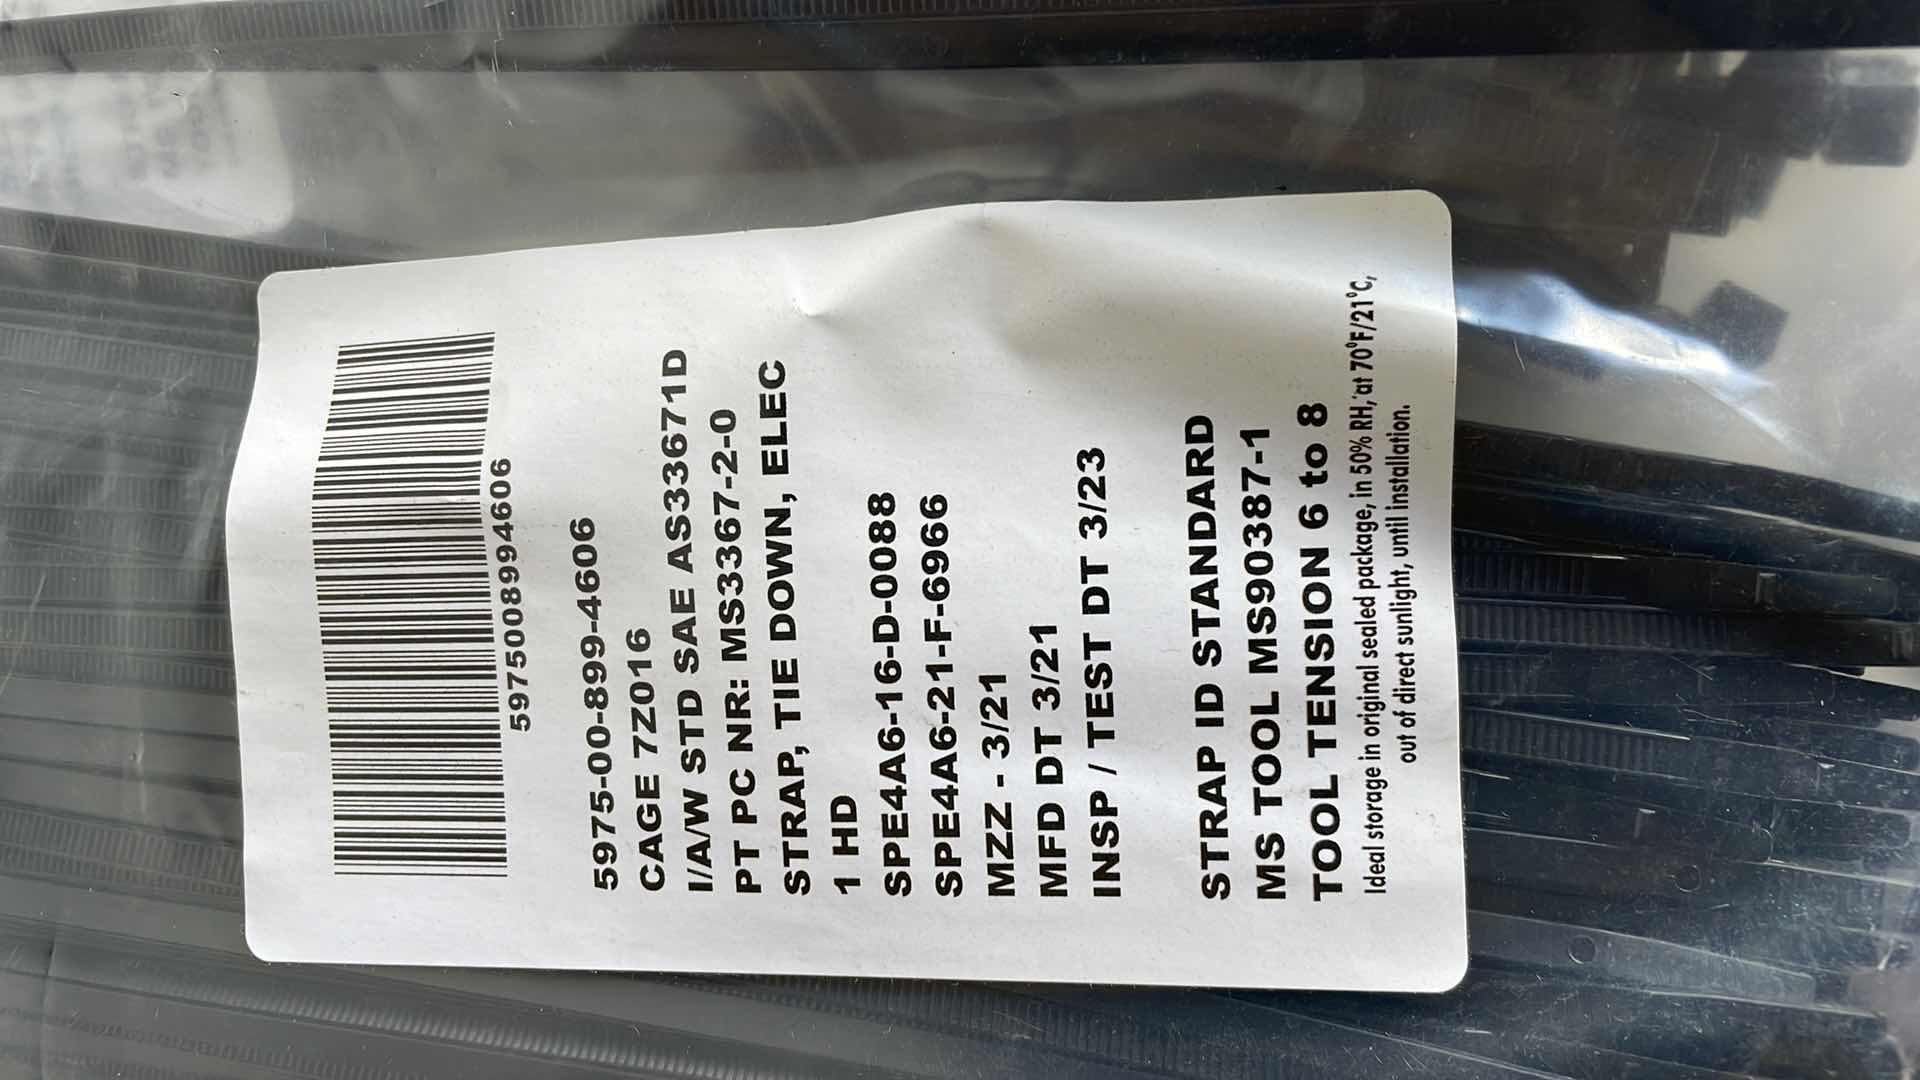 5975008994606
5975-00-899-4606
CAGE 7Z016
I/A/W STD SAE AS33671D
PT PC NR: MS3367-2-0
STRAP, TIE DOWN, ELEC
1 HD
SPE4A6-16-D-0088
SPE4A6-21-F-6966
MZZ - 3/21
MFD DT 3/21
INSP / TEST DT 3/23
STRAP ID STANDARD
MS TOOL MS90387-1
TOOL TENSION 6 to 8
Ideal storage in original sealed package, in 50% RH, at 70°F/21°C,
out of direct sunlight, until installation.